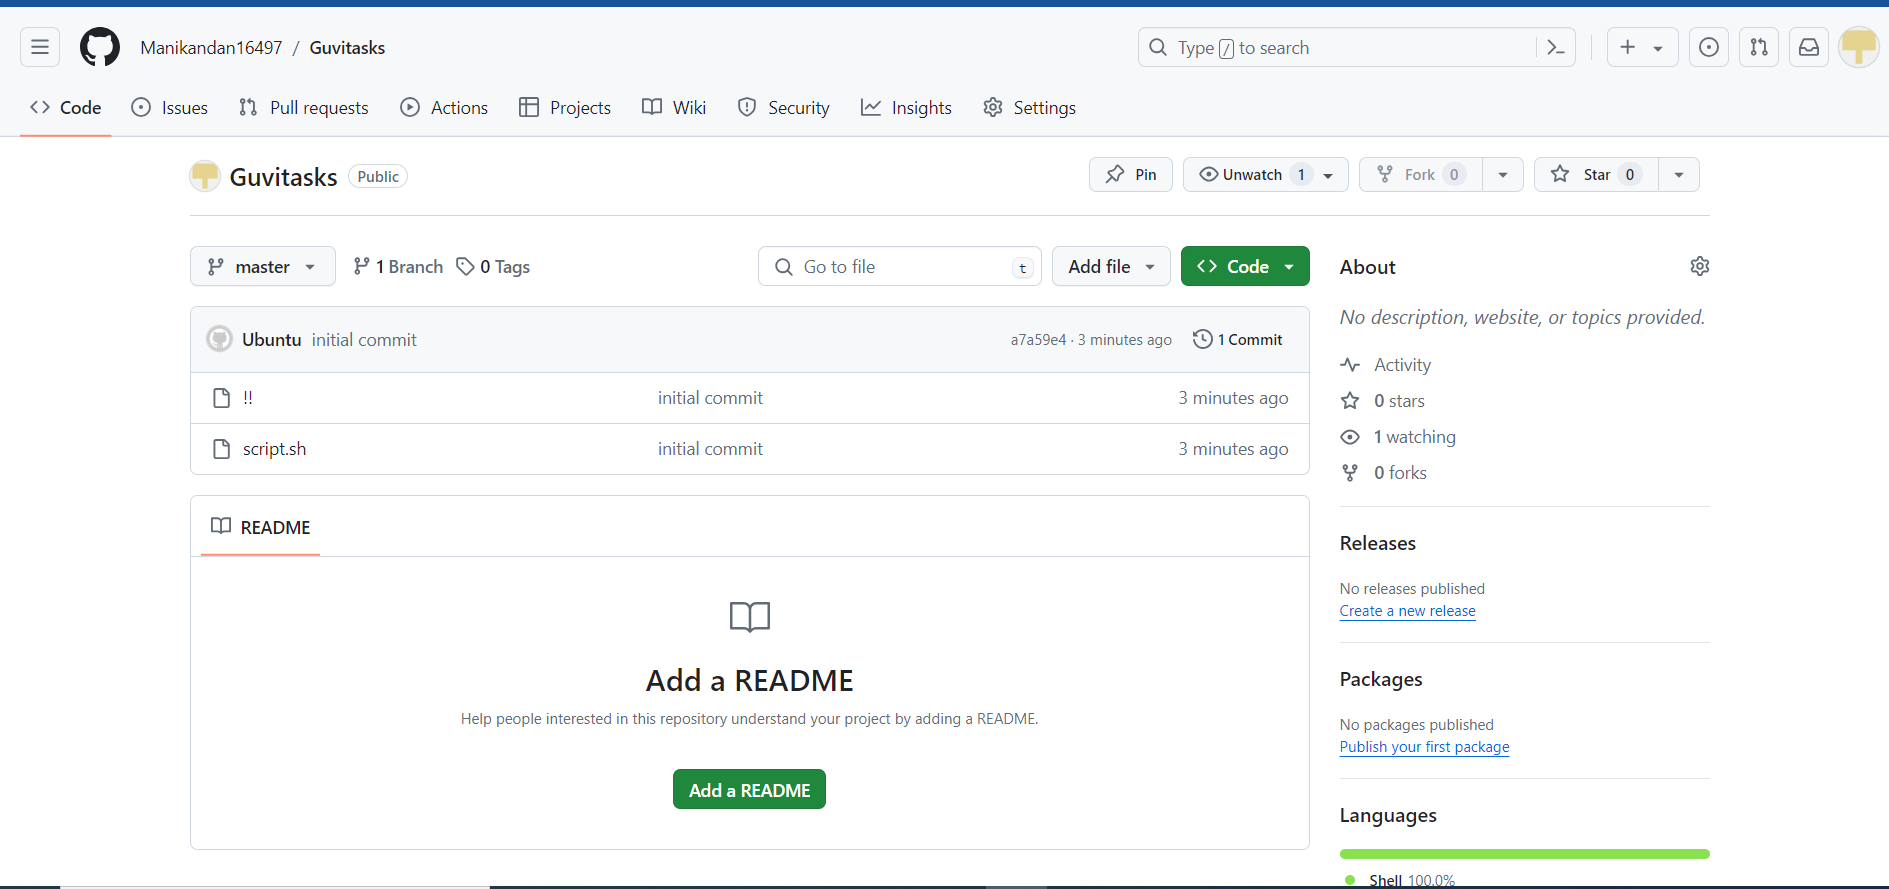 Manikandan16497 / Guvitasks
Type / to search
Code Issues Pull requests Actions Projects Wiki Security Insights Settings
Guvitasks Public
Pin Unwatch 1 Fork 0 Star 0
master 1 Branch 0 Tags
Go to file t
Add file
Code
Ubuntu initial commit a7a59e4 · 3 minutes ago 1 Commit
!! initial commit 3 minutes ago
script.sh initial commit 3 minutes ago
README
Add a README
Help people interested in this repository understand your project by adding a README.
Add a README
About
No description, website, or topics provided.
Activity
0 stars
1 watching
0 forks
Releases
No releases published
Create a new release
Packages
No packages published
Publish your first package
Languages
Shell 100.0%